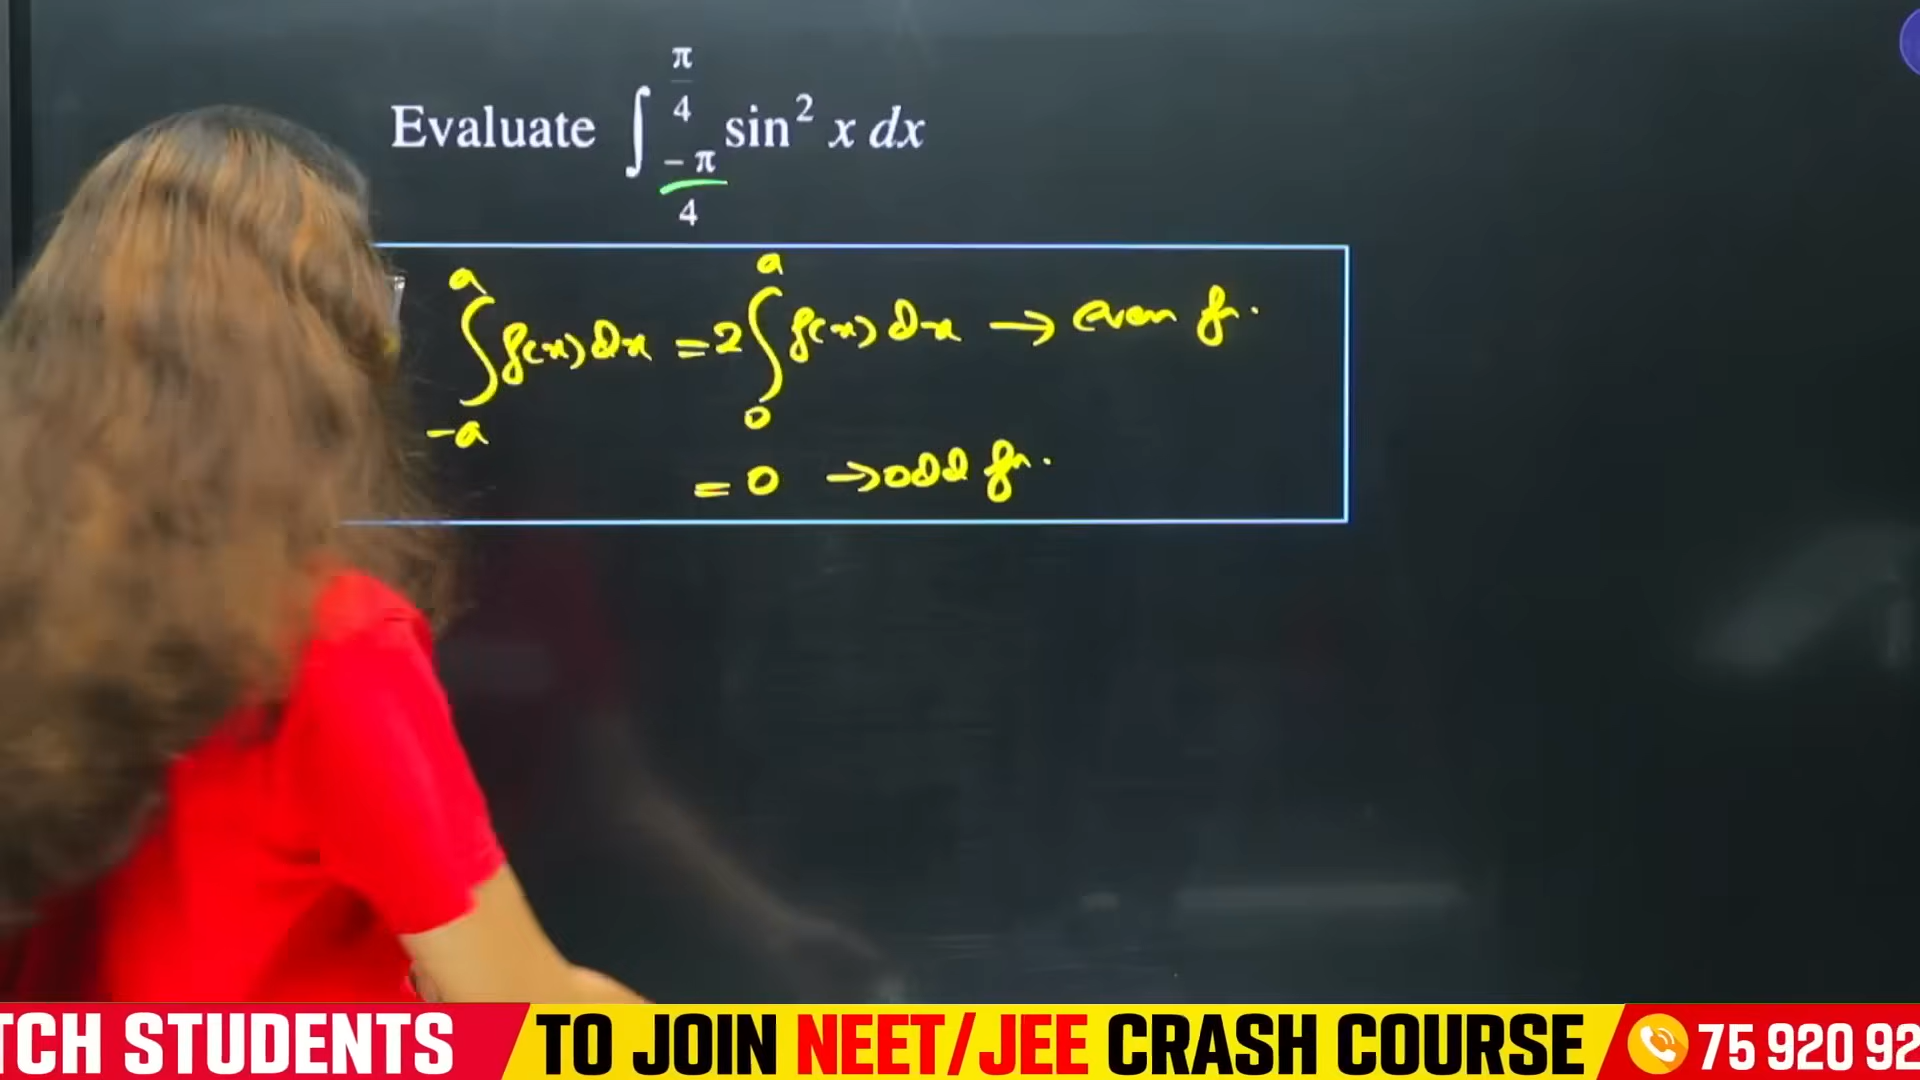 Evaluate ∫_{-π/4}^{π/4} sin² x dx
∫_{-a}^{a} f(x) dx = 2 ∫_{0}^{a} f(x) dx → even fn.
= 0 → odd fn.
TCH STUDENTS TO JOIN NEET/JEE CRASH COURSE 75 920 92